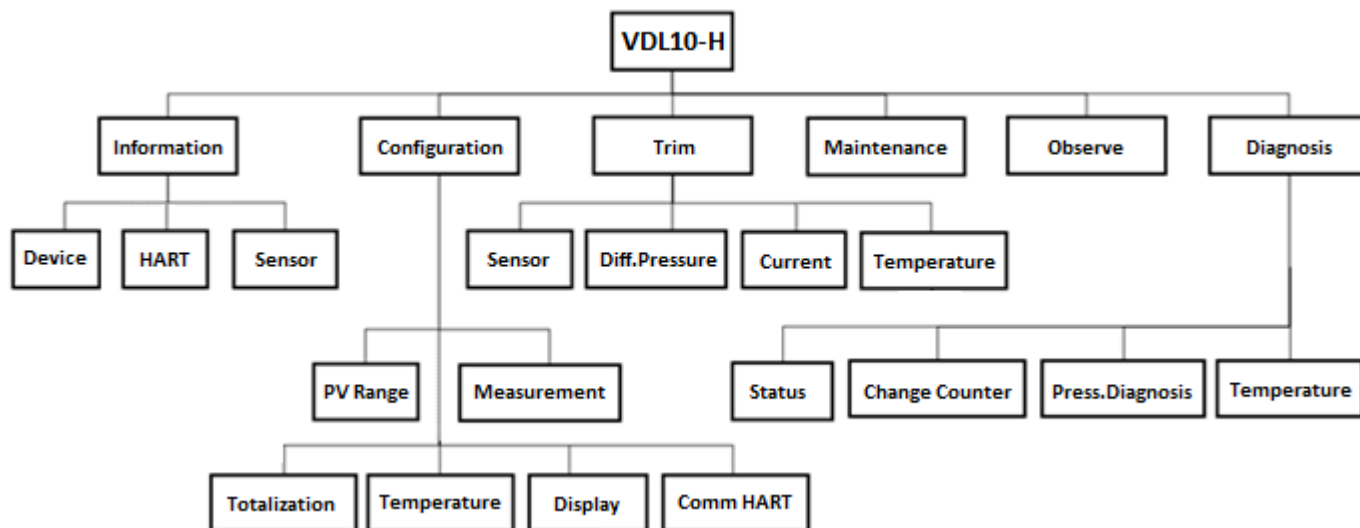 VDL10-H
Information
Configuration
Trim
Maintenance
Observe
Diagnosis
Device
HART
Sensor
Sensor
Diff.Pressure
Current
Temperature
PV Range
Measurement
Status
Change Counter
Press.Diagnosis
Temperature
Totalization
Temperature
Display
Comm HART